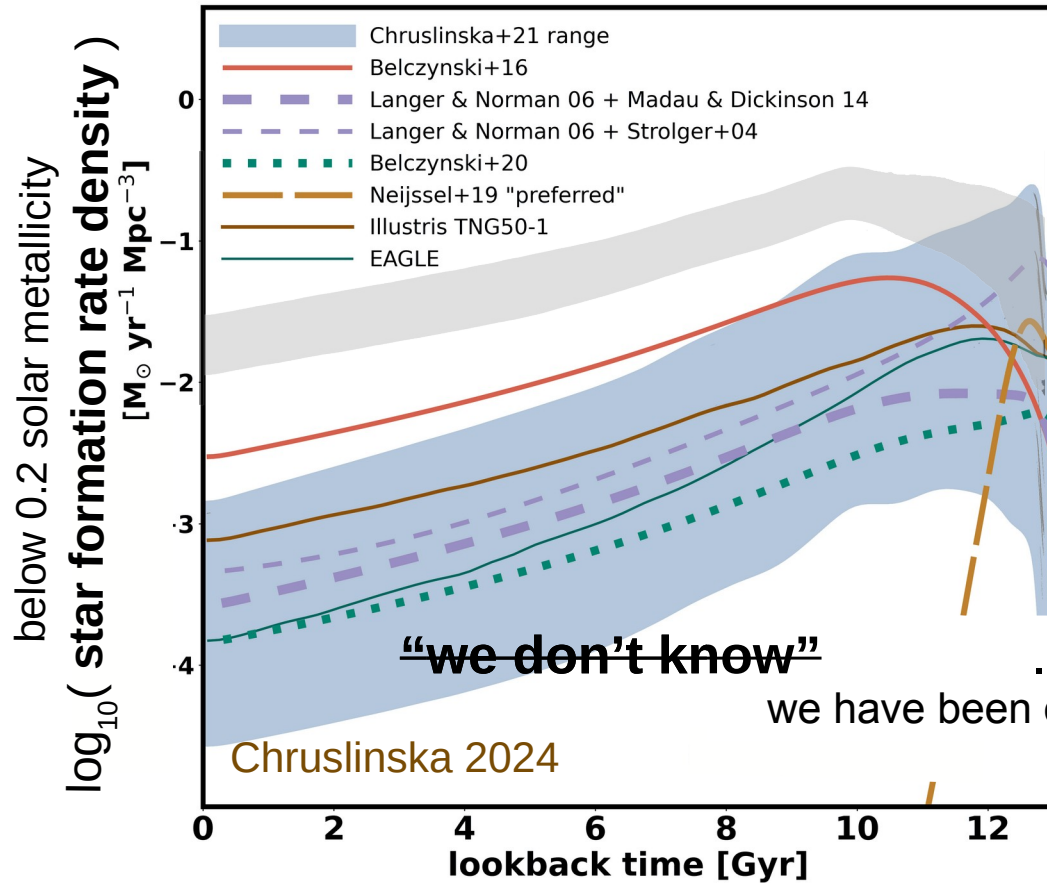 Chruslinska+21 range
Belczynski+16
Langer & Norman 06 + Madau & Dickinson 14
Langer & Norman 06 + Strolger+04
Belczynski+20
Neijssel+19 "preferred"
Illustris TNG50-1
EAGLE
below 0.2 solar metallicity
log₁₀( star formation rate density )
[M☉ yr⁻¹ Mpc⁻³]
0
−1
−2
-3
-4
“we don’t know”
we have been
Chruslinska 2024
0 2 4 6 8 10 12
lookback time [Gyr]